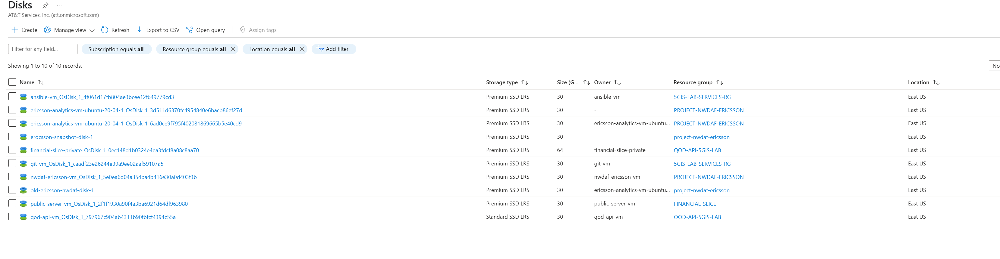 Disks ...
AT&T Services, Inc. (att.onmicrosoft.com)
Create Manage view Refresh Export to CSV Open query Assign tags
Filter for any field... Subscription equals all Resource group equals all Location equals all Add filter
Showing 1 to 10 of 10 records. No
Name Storage type Size (G... Owner Resource group Location
ansible-vm_OsDisk_1_4f061d17fb804ae3bcee12f649779cd3 Premium SSD LRS 30 ansible-vm 5GIS-LAB-SERVICES-RG East US
ericsson-analytics-vm-ubuntu-20-04-1_OsDisk_1_3d511d6370fc4954840e6bacb86ef27d Premium SSD LRS 30 - PROJECT-NWDAF-ERICSSON East US
ericsson-analytics-vm-ubuntu-20-04-1_OsDisk_1_6ad0ce9f795f402081869665b5e40cd9 Premium SSD LRS 30 ericsson-analytics-vm-ubuntu... PROJECT-NWDAF-ERICSSON East US
erocsson-snapshot-disk-1 Premium SSD LRS 30 - project-nwdaf-ericsson East US
financial-slice-private_OsDisk_1_0ec148d1b0324e4ea3fdcf8a08c8aa70 Premium SSD LRS 64 financial-slice-private QOD-API-5GIS-LAB East US
git-vm_OsDisk_1_caadf23e26244e39a9ee02aaf59107a5 Premium SSD LRS 30 git-vm 5GIS-LAB-SERVICES-RG East US
nwdaf-ericsson-vm_OsDisk_1_5e0ea6d04a354ba4b416e30a0d403f3b Premium SSD LRS 30 nwdaf-ericsson-vm PROJECT-NWDAF-ERICSSON East US
old-ericsson-nwdaf-disk-1 Premium SSD LRS 30 ericsson-analytics-vm-ubuntu... project-nwdaf-ericsson East US
public-server-vm_OsDisk_1_2f1f1930a90f4a3ba6921d64df963980 Premium SSD LRS 30 public-server-vm FINANCIAL-SLICE East US
qod-api-vm_OsDisk_1_797967c904ab4311b90fbfcf4394c55a Standard SSD LRS 30 qod-api-vm QOD-API-5GIS-LAB East US